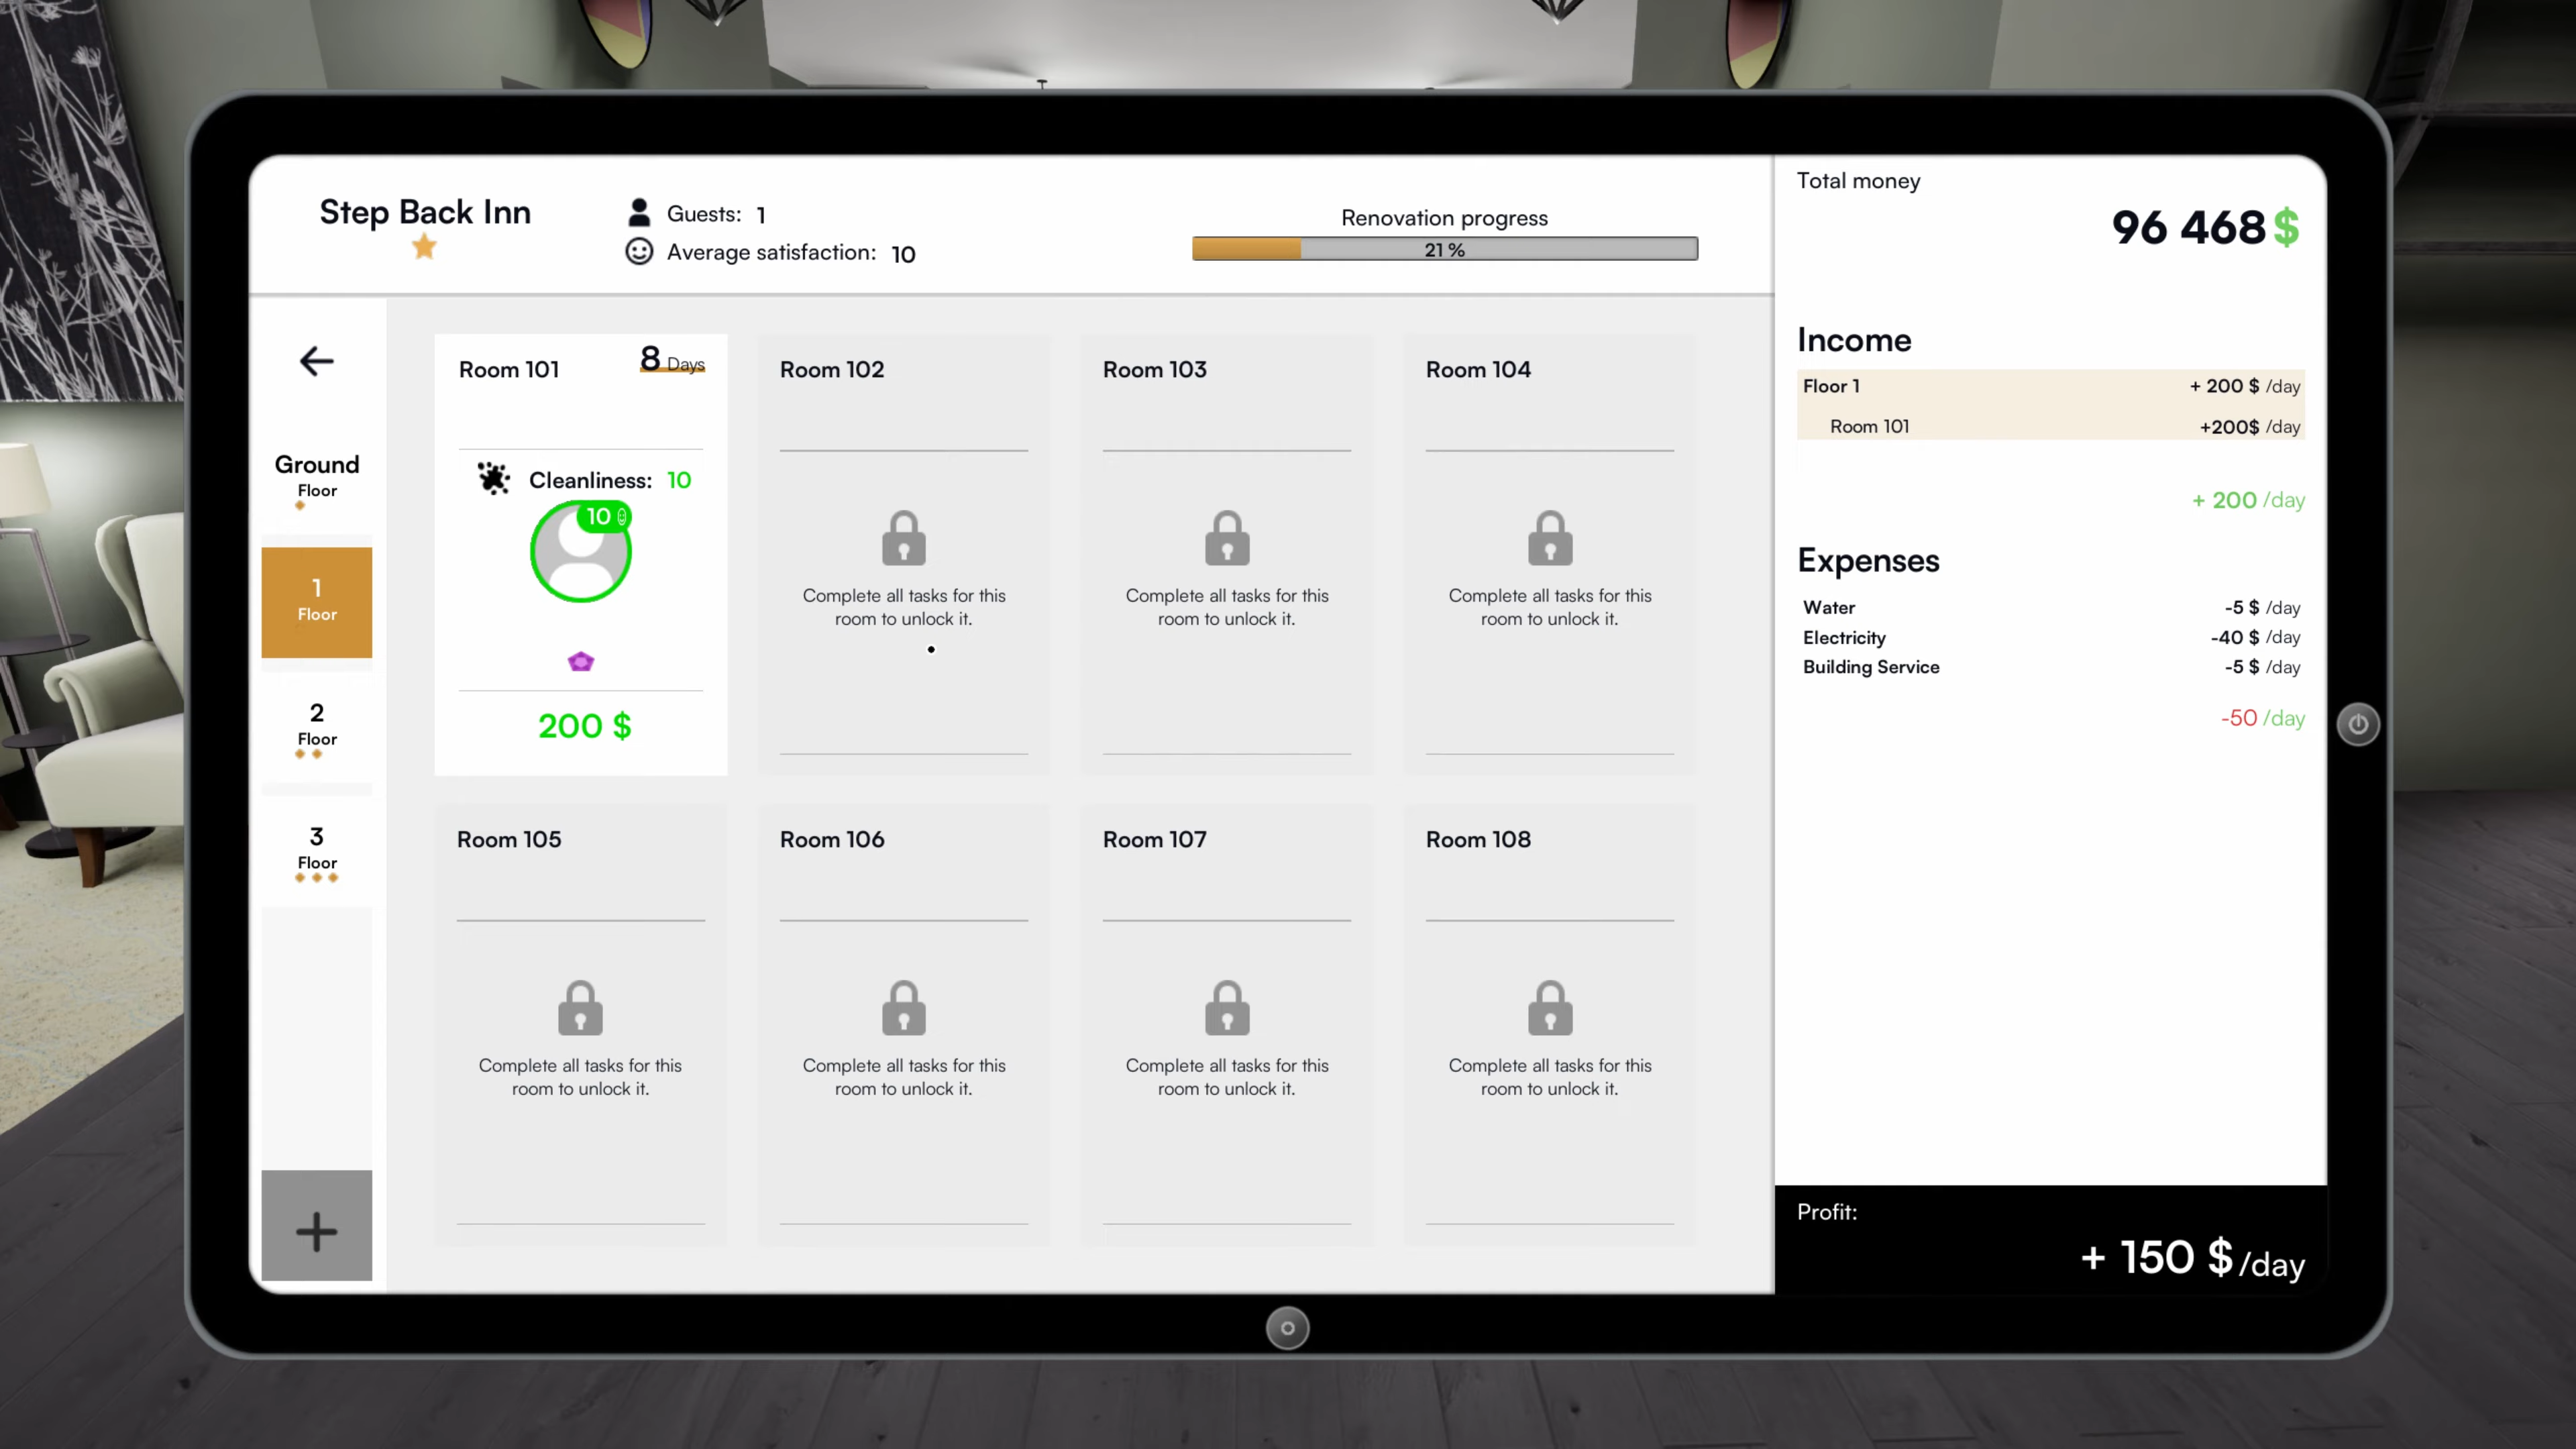 Step Back Inn
Guests: 1
Average satisfaction: 10
Renovation progress
21 %
Total money
96 468 $
Ground
Floor
1
Floor
2
Floor
3
Floor
+
Room 101
8 Days
Cleanliness: 10
10
200 $
Room 102
Complete all tasks for this
room to unlock it.
Room 103
Complete all tasks for this
room to unlock it.
Room 104
Complete all tasks for this
room to unlock it.
Room 105
Complete all tasks for this
room to unlock it.
Room 106
Complete all tasks for this
room to unlock it.
Room 107
Complete all tasks for this
room to unlock it.
Room 108
Complete all tasks for this
room to unlock it.
Income
Floor 1 + 200 $ /day
Room 101 +200$ /day
+ 200 /day
Expenses
Water -5 $ /day
Electricity -40 $ /day
Building Service -5 $ /day
-50 /day
Profit:
+ 150 $ /day